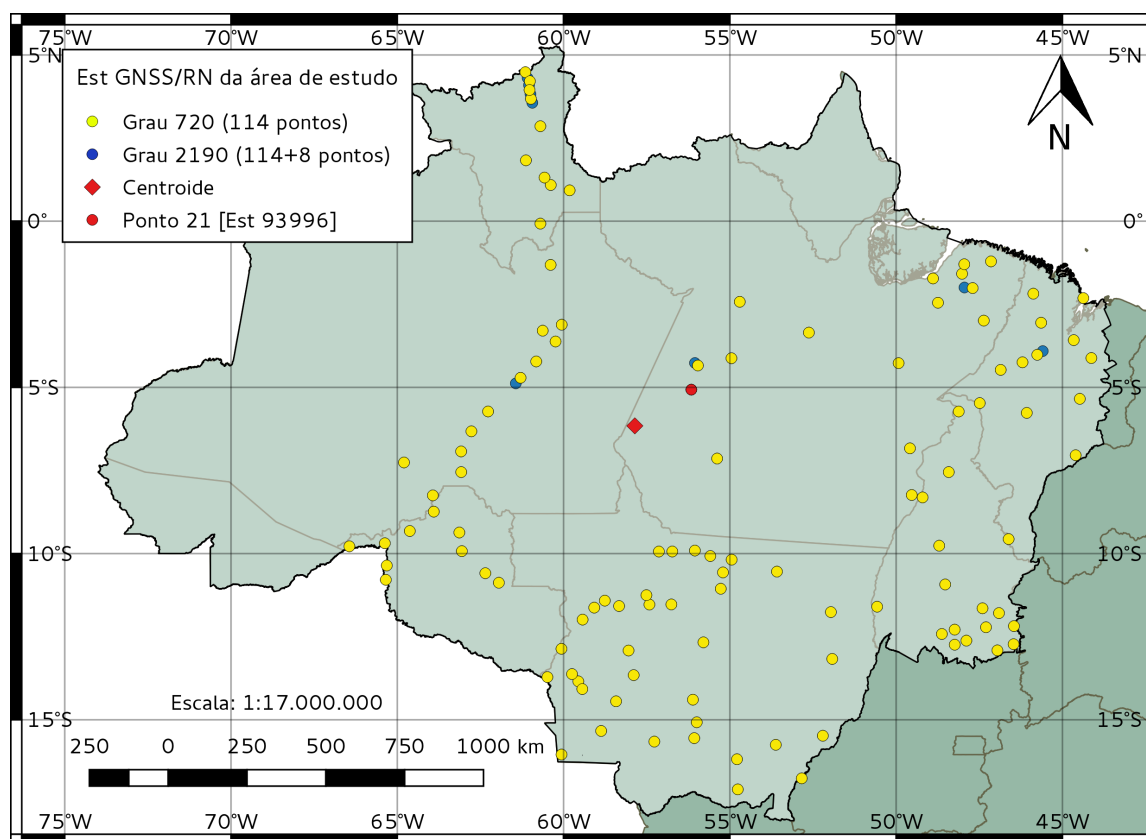 75°W 70°W 65°W 60°W 55°W 50°W 45°W
5°N 5°N
Est GNSS/RN da área de estudo
Grau 720 (114 pontos)
Grau 2190 (114+8 pontos)
Centroide
Ponto 21 [Est 93996]
N
0° 0°
5°S 5°S
10°S 10°S
15°S 15°S
Escala: 1:17.000.000
250 0 250 500 750 1000 km
75°W 70°W 65°W 60°W 55°W 50°W 45°W